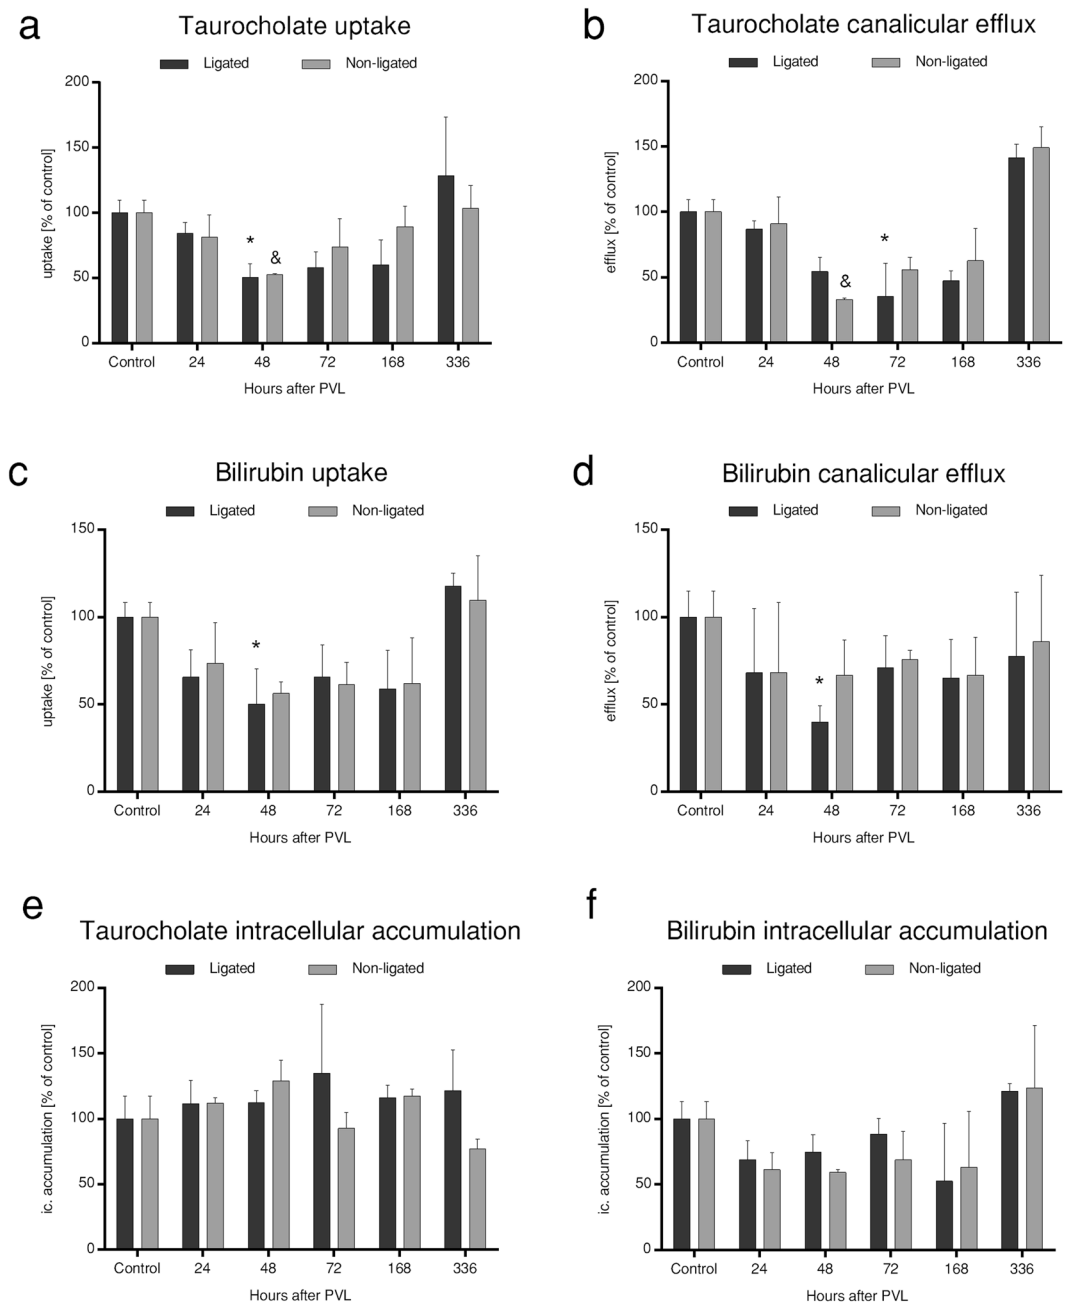 a
Taurocholate uptake
Ligated
Non-ligated
uptake [% of control]
200
150
100
50
0
*
&
Control 24 48 72 168 336
Hours after PVL
b
Taurocholate canalicular efflux
Ligated
Non-ligated
efflux [% of control]
200
150
100
50
0
&
*
Control 24 48 72 168 336
Hours after PVL
c
Bilirubin uptake
Ligated
Non-ligated
uptake [% of control]
150
100
50
0
*
Control 24 48 72 168 336
Hours after PVL
d
Bilirubin canalicular efflux
Ligated
Non-ligated
efflux [% of control]
150
100
50
0
*
Control 24 48 72 168 336
Hours after PVL
e
Taurocholate intracellular accumulation
Ligated
Non-ligated
ic. accumulation [% of control]
200
150
100
50
0
Control 24 48 72 168 336
Hours after PVL
f
Bilirubin intracellular accumulation
Ligated
Non-ligated
ic. accumulation [% of control]
200
150
100
50
0
Control 24 48 72 168 336
Hours after PVL